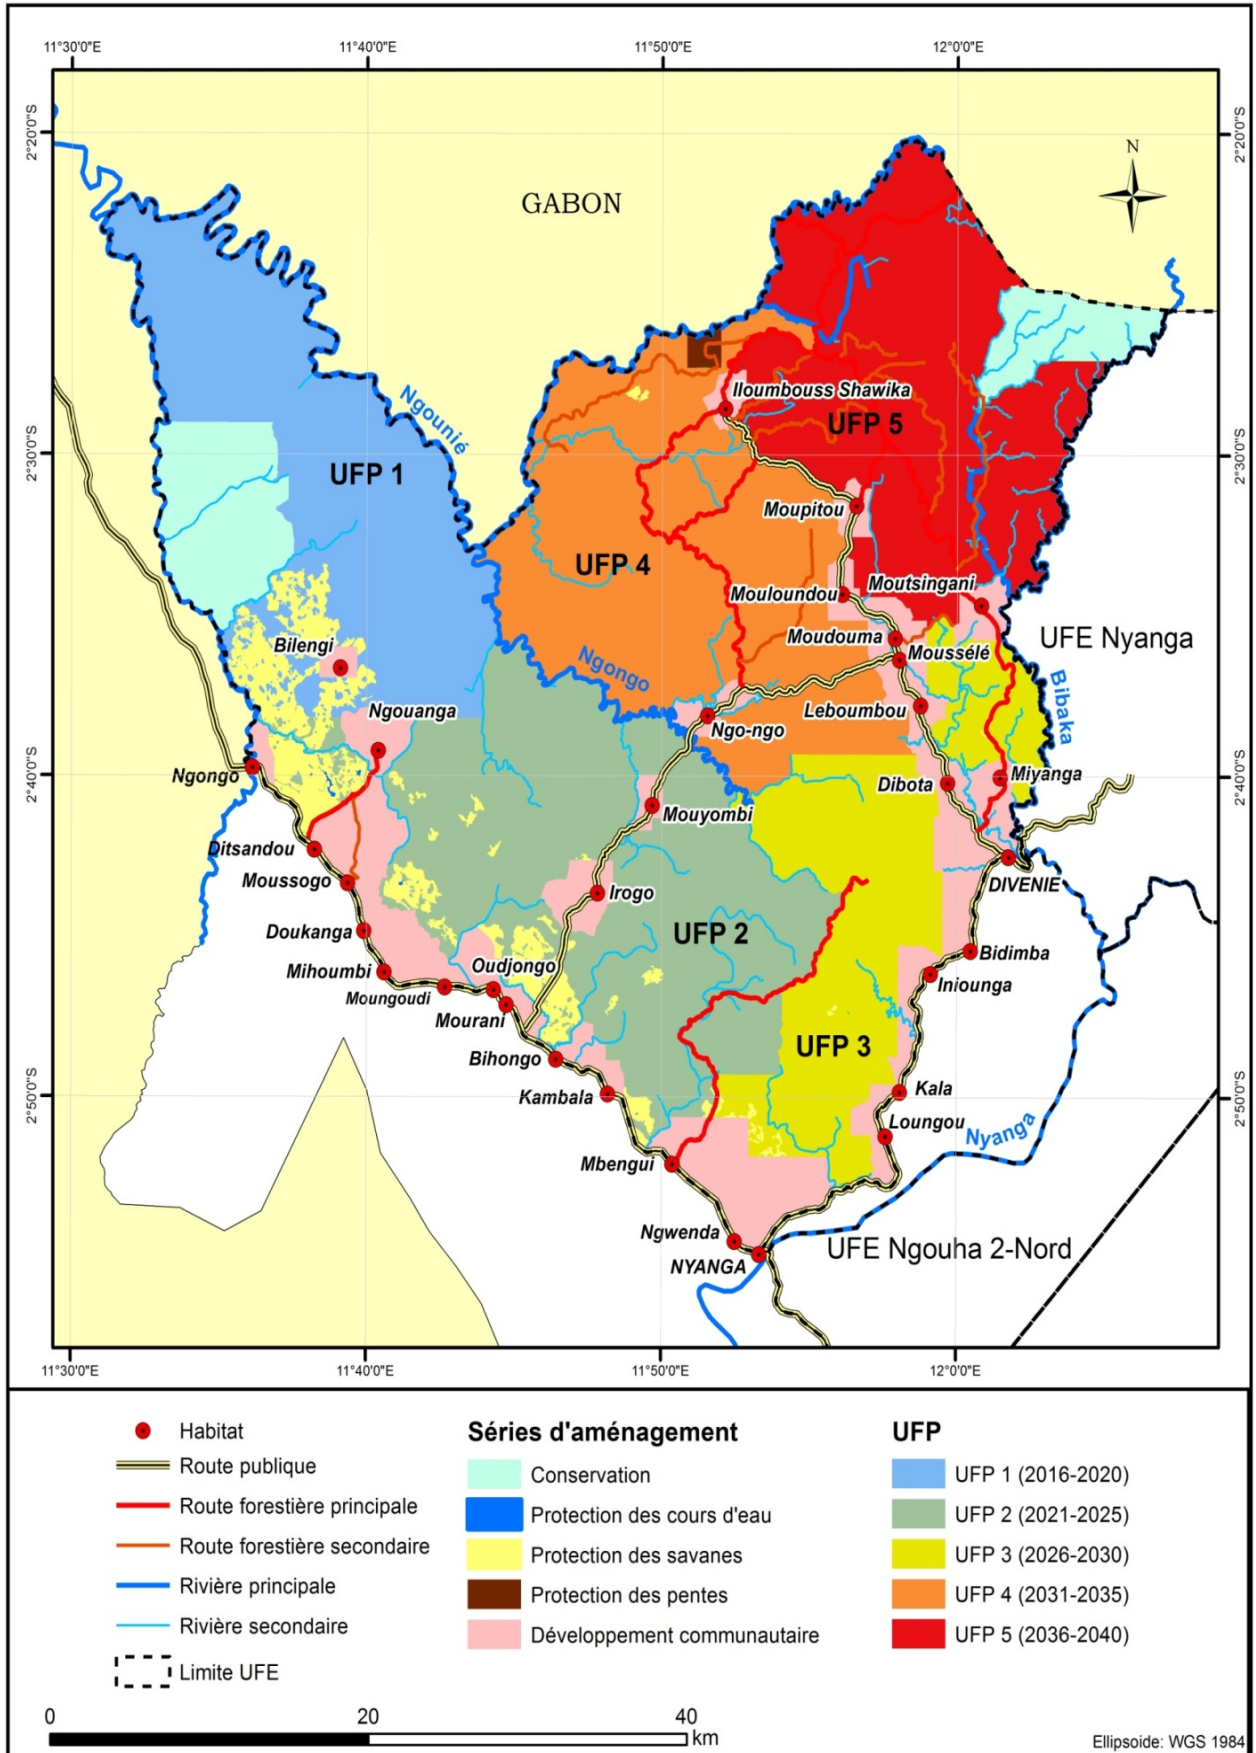 11°30'0"E
11°40'0"E
11°50'0"E
12°0'0"E
2°20'0"S
2°20'0"S
N
GABON
Ngounié
Iloumbouss Shawika
UFP 5
UFP 1
2°30'0"S
2°30'0"S
Moupitou
UFP 4
Mouloundou
Moutsingani
Moudouma
Moussélé
UFE Nyanga
Bilengi
Ngongo
Bibaka
Ngouanga
Leboumbou
Ngo-ngo
2°40'0"S
2°40'0"S
Ngongo
Dibota
Miyanga
Mouyombi
Ditsandou
DIVENIE
Moussogo
Irogo
Doukanga
UFP 2
Bidimba
Mihoumbi
Oudjongo
Iniounga
Moungoudi
Mourani
UFP 3
Bihongo
2°50'0"S
2°50'0"S
Kambala
Kala
Loungou
Nyanga
Mbengui
Ngwenda
UFE Ngouha 2-Nord
NYANGA
11°30'0"E
11°40'0"E
11°50'0"E
12°0'0"E
Habitat
Route publique
Route forestière principale
Route forestière secondaire
Rivière principale
Rivière secondaire
Limite UFE
Séries d'aménagement
Conservation
Protection des cours d'eau
Protection des savanes
Protection des pentes
Développement communautaire
UFP
UFP 1 (2016-2020)
UFP 2 (2021-2025)
UFP 3 (2026-2030)
UFP 4 (2031-2035)
UFP 5 (2036-2040)
0
20
40
km
Ellipsoide: WGS 1984